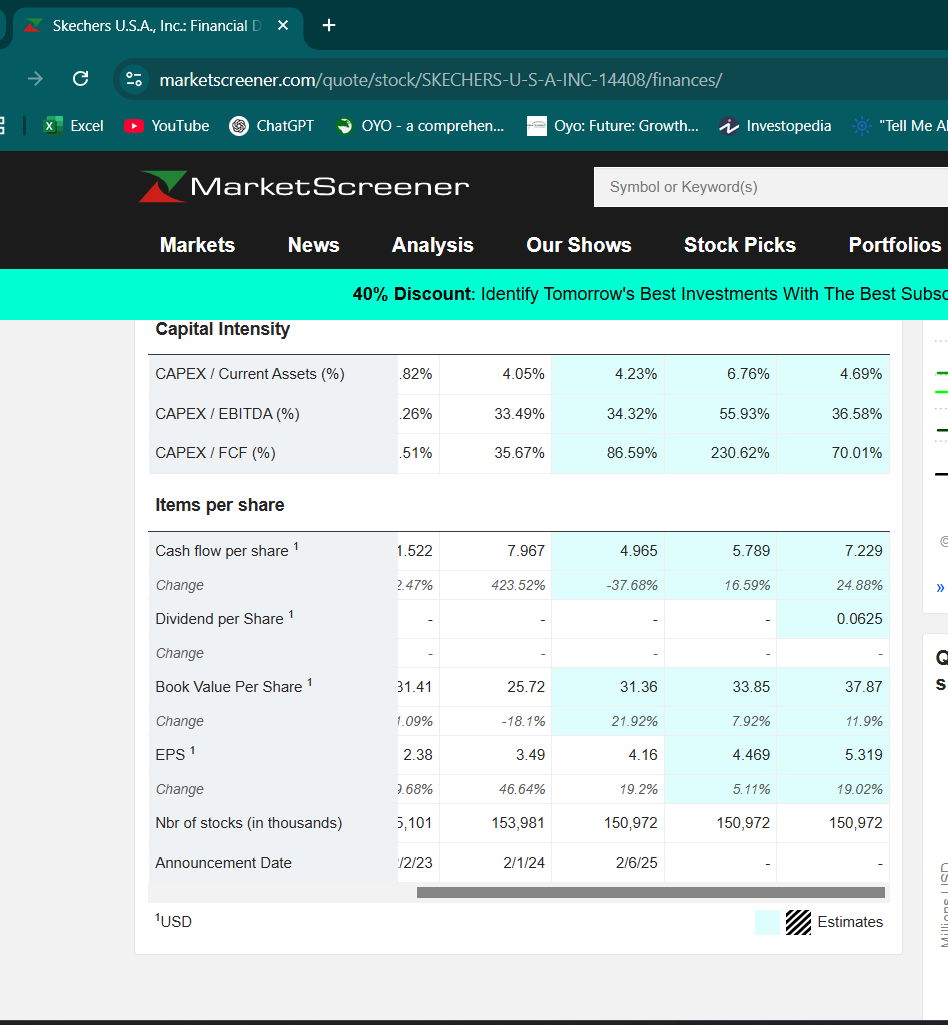 Skechers U.S.A., Inc.: Financial D
marketscreener.com/quote/stock/SKECHERS-U-S-A-INC-14408/finances/
Excel YouTube ChatGPT OYO - a comprehen... Oyo: Future: Growth... Investopedia "Tell Me Al
MarketScreener Symbol or Keyword(s)
Markets News Analysis Our Shows Stock Picks Portfolios
40% Discount: Identify Tomorrow's Best Investments With The Best Subsc
Capital Intensity
CAPEX / Current Assets (%) .82% 4.05% 4.23% 6.76% 4.69%
CAPEX / EBITDA (%) .26% 33.49% 34.32% 55.93% 36.58%
CAPEX / FCF (%) .51% 35.67% 86.59% 230.62% 70.01%
Items per share
Cash flow per share 1 1.522 7.967 4.965 5.789 7.229
Change 2.47% 423.52% -37.68% 16.59% 24.88%
Dividend per Share 1 - - - - 0.0625
Change - - - - -
Book Value Per Share 1 31.41 25.72 31.36 33.85 37.87
Change 1.09% -18.1% 21.92% 7.92% 11.9%
EPS 1 2.38 3.49 4.16 4.469 5.319
Change 9.68% 46.64% 19.2% 5.11% 19.02%
Nbr of stocks (in thousands) 5,101 153,981 150,972 150,972 150,972
Announcement Date /2/23 2/1/24 2/6/25 - -
1USD Estimates
©
»
Q
s
Millions USD